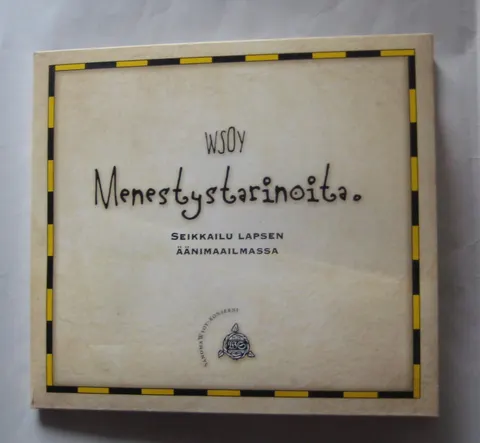 WSOY
Menestystarinoita.
SEIKKAILU LAPSEN
ÄÄNIMAAILMASSA